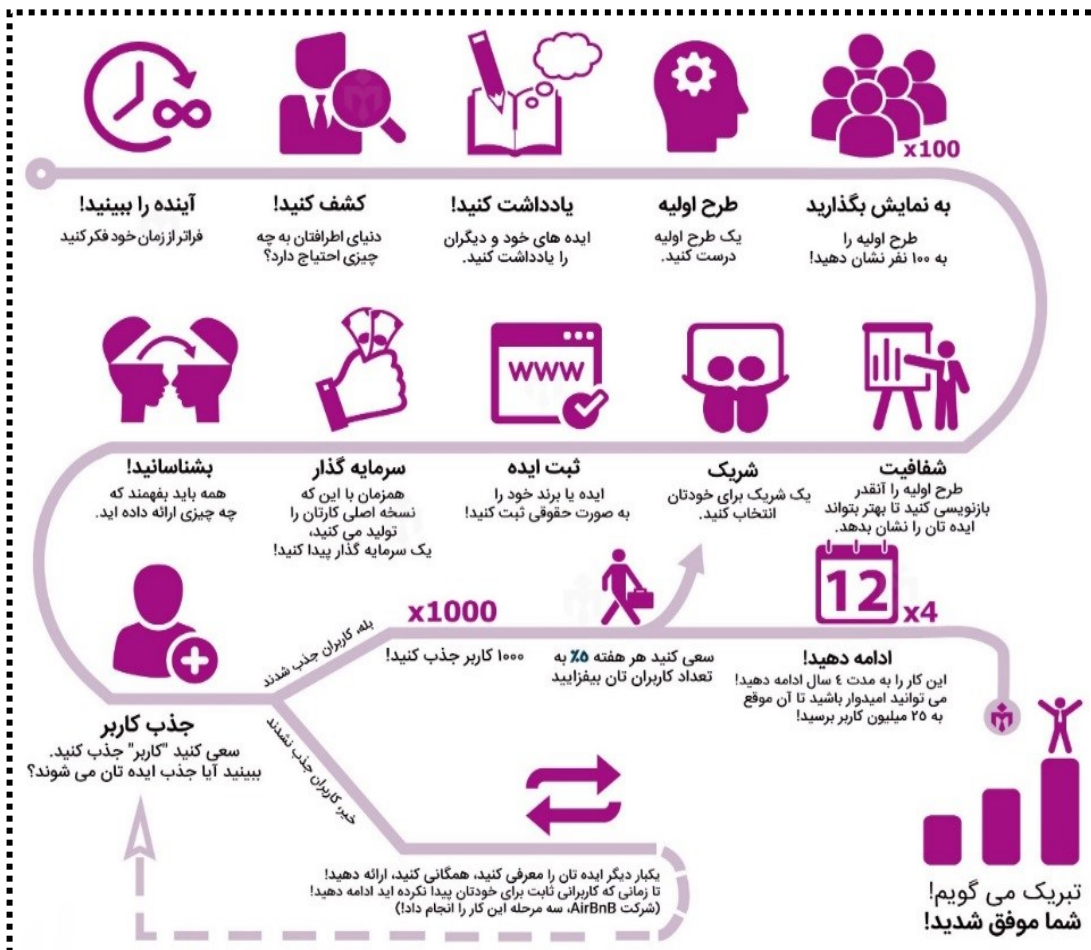 آینده را ببینید!
فراتر از زمان خود فکر کنید
کشف کنید!
دنیای اطرافتان به چه
چیزی احتیاج دارد؟
یادداشت کنید!
ایده های خود و دیگران
را یادداشت کنید.
طرح اولیه
یک طرح اولیه
درست کنید.
x100
به نمایش بگذارید
طرح اولیه را
به ۱۰۰ نفر نشان دهید!
شفافیت
طرح اولیه را آنقدر
بازنویسی کنید تا بهتر بتواند
ایده تان را نشان بدهد.
شریک
یک شریک برای خودتان
انتخاب کنید.
www
ثبت ایده
ایده یا برند خود را
به صورت حقوقی ثبت کنید!
سرمایه گذار
همزمان با این که
نسخه اصلی کارتان را
تولید می کنید،
یک سرمایه گذار پیدا کنید!
بشناسانید!
همه باید بفهمند که
چه چیزی ارائه داده اید.
جذب کاربر
سعی کنید "کاربر" جذب کنید.
ببینید آیا جذب ایده تان می شوند؟
بله، کاربران جذب شدند
x1000
۱۰۰۰ کاربر جذب کنید!
سعی کنید هر هفته ۵٪ به
تعداد کاربران تان بیفزایید
12 x4
ادامه دهید!
این کار را به مدت ٤ سال ادامه دهید!
می توانید امیدوار باشید تا آن موقع
به ۲۵ میلیون کاربر برسید!
تبریک می گویم!
شما موفق شدید!
خیر، کاربران جذب نشدند
یکبار دیگر ایده تان را معرفی کنید، همگانی کنید، ارائه دهید!
تا زمانی که کاربرانی ثابت برای خودتان پیدا نکرده اید ادامه دهید!
(شرکت AirBnB، سه مرحله این کار را انجام داد!)